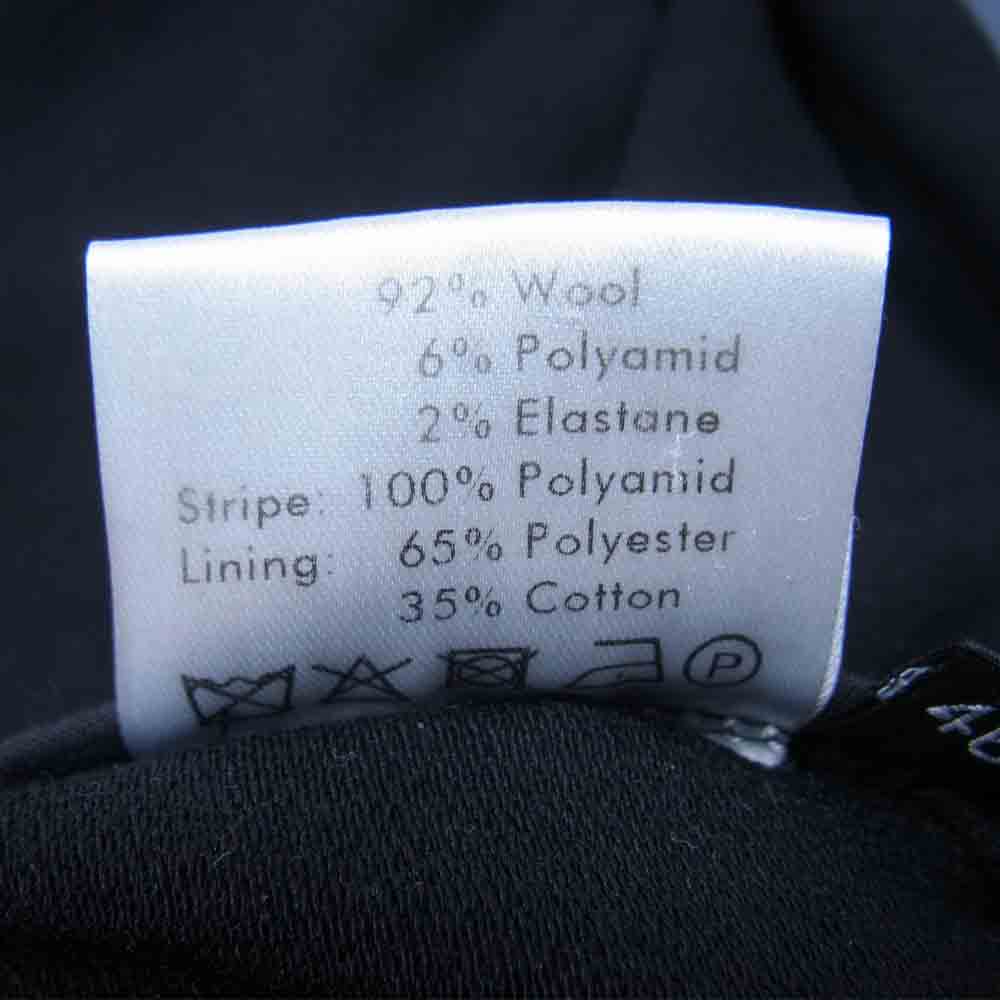 92% Wool
6% Polyamid
2% Elastane
Stripe: 100% Polyamid
Lining: 65% Polyester
35% Cotton
P